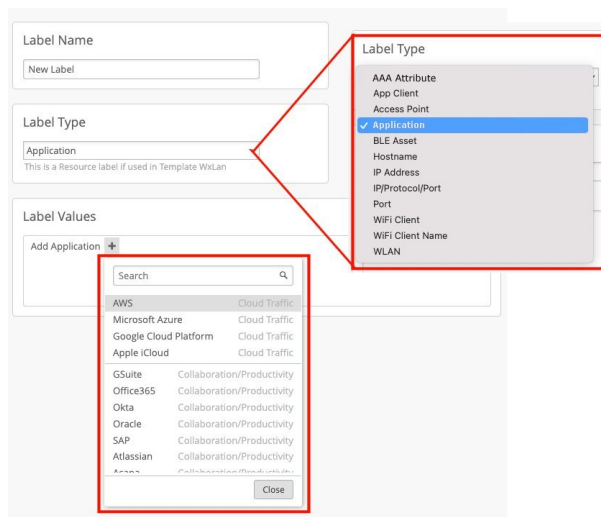 Label Name
New Label
Label Type
Application
This is a Resource label if used in Template WxLan
Label Values
Add Application +
Search
AWS Cloud Traffic
Microsoft Azure Cloud Traffic
Google Cloud Platform Cloud Traffic
Apple iCloud Cloud Traffic
GSuite Collaboration/Productivity
Office365 Collaboration/Productivity
Okta Collaboration/Productivity
Oracle Collaboration/Productivity
SAP Collaboration/Productivity
Atlassian Collaboration/Productivity
Asana Collaboration/Productivity
Close
Label Type
AAA Attribute
App Client
Access Point
✓ Application
BLE Asset
Hostname
IP Address
IP/Protocol/Port
Port
WiFi Client
WiFi Client Name
WLAN